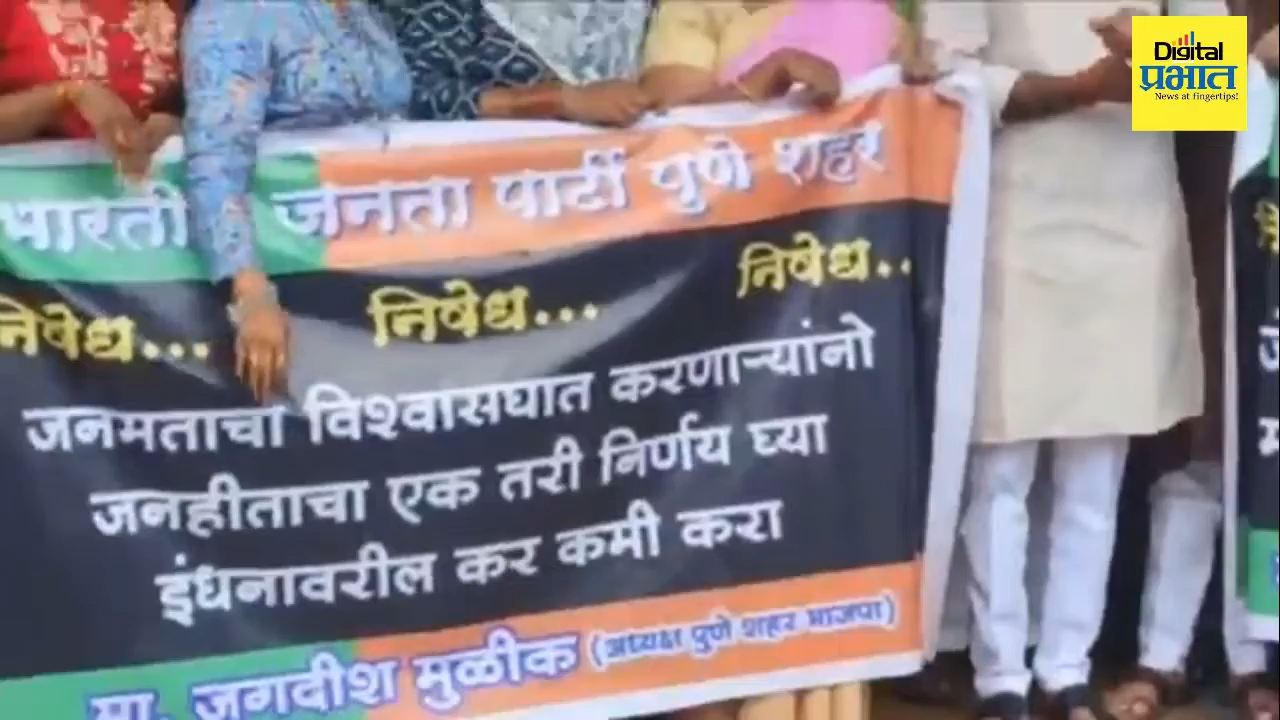 Digital
प्रभात
News at fingertips!
भारती जनता पार्टी पुणे शहर
निषेध... निषेध... निषेध..
जनमताचा विश्वासघात करणाऱ्यांनो
जनहीताचा एक तरी निर्णय घ्या
इंधनावरील कर कमी करा
मा. जगदीश मुळीक (अध्यक्ष पुणे शहर भाजपा)